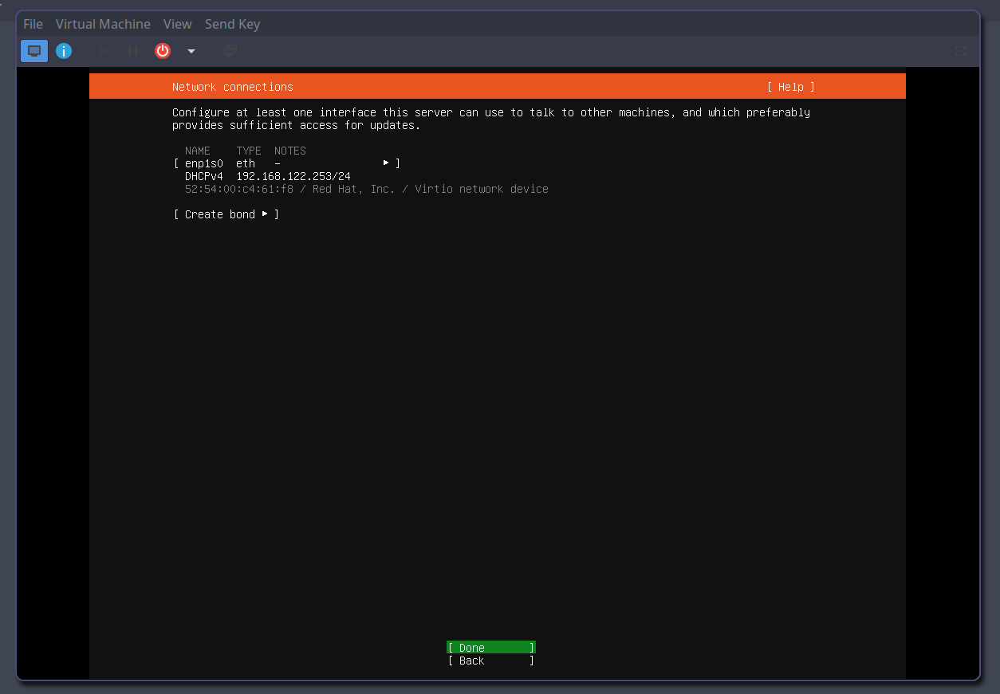 File Virtual Machine View Send Key
Network connections [ Help ]
Configure at least one interface this server can use to talk to other machines, and which preferably
provides sufficient access for updates.
NAME TYPE NOTES
[ enp1s0 eth - ▸ ]
DHCPv4 192.168.122.253/24
52:54:00:c4:61:f8 / Red Hat, Inc. / Virtio network device
[ Create bond ▸ ]
[ Done ]
[ Back ]